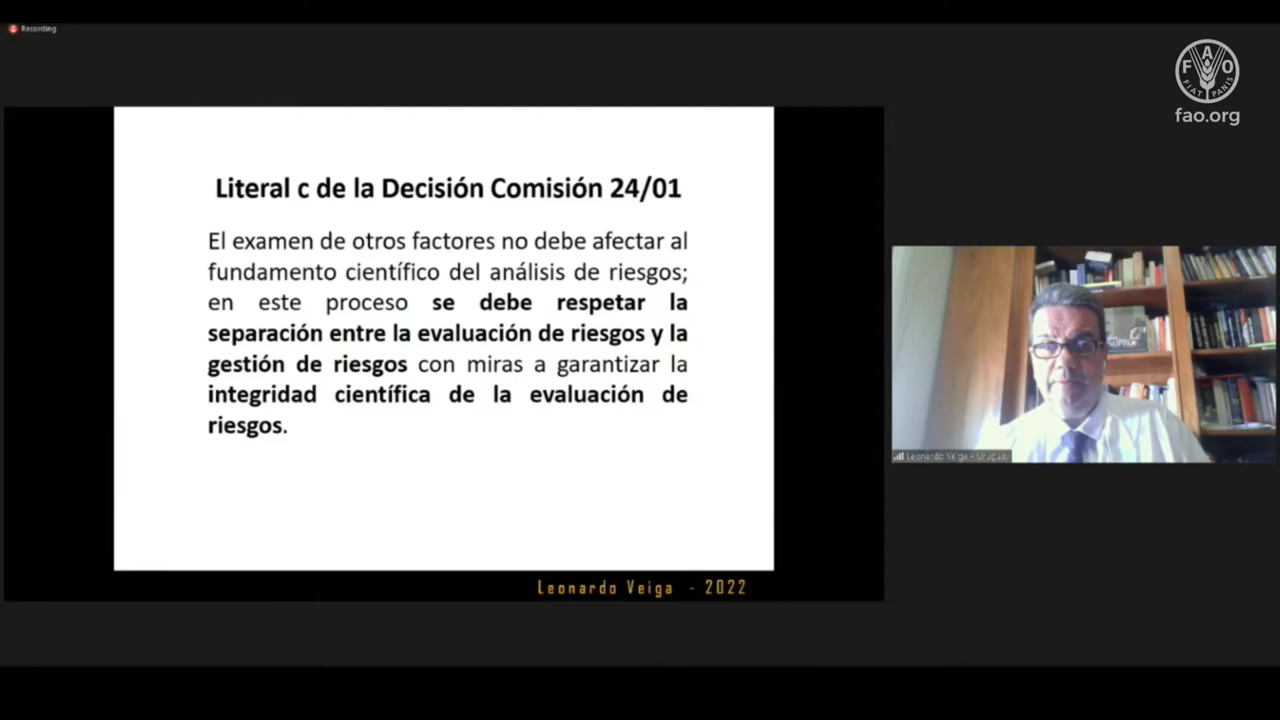 Recording
FAO
FIAT PANIS
fao.org
Literal c de la Decisión Comisión 24/01
El examen de otros factores no debe afectar al
fundamento científico del análisis de riesgos;
en este proceso se debe respetar la
separación entre la evaluación de riesgos y la
gestión de riesgos con miras a garantizar la
integridad científica de la evaluación de
riesgos.
Leonardo Veiga - Uruguay
Leonardo Veiga - 2022